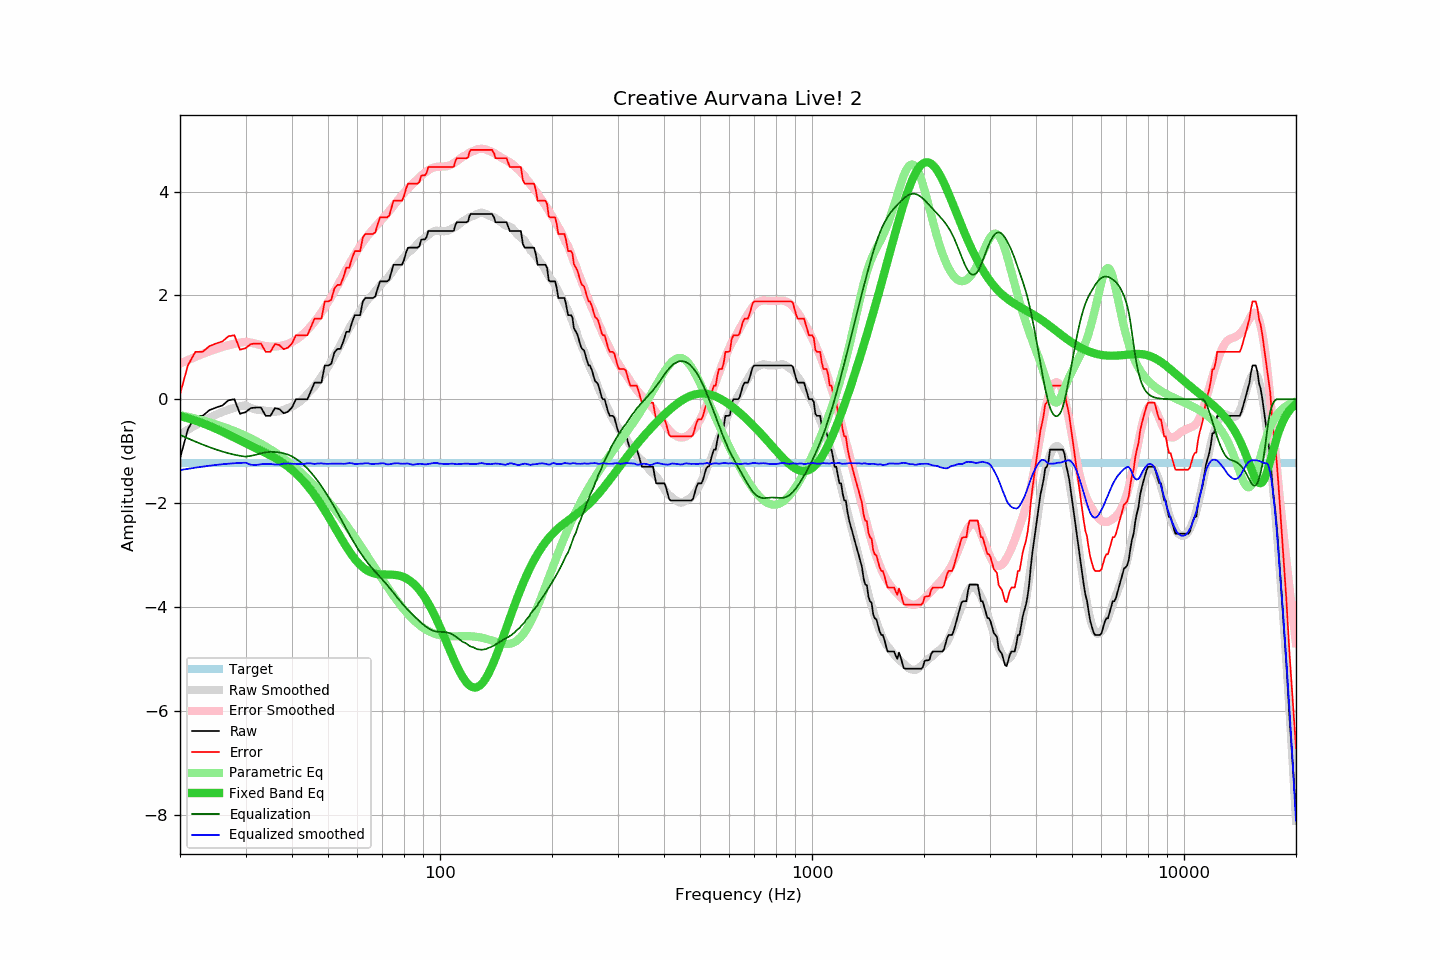 Creative Aurvana Live! 2
4
2
0
−2
−4
−6
−8
Amplitude (dBr)
Target
Raw Smoothed
Error Smoothed
Raw
Error
Parametric Eq
Fixed Band Eq
Equalization
Equalized smoothed
100
1000
10000
Frequency (Hz)